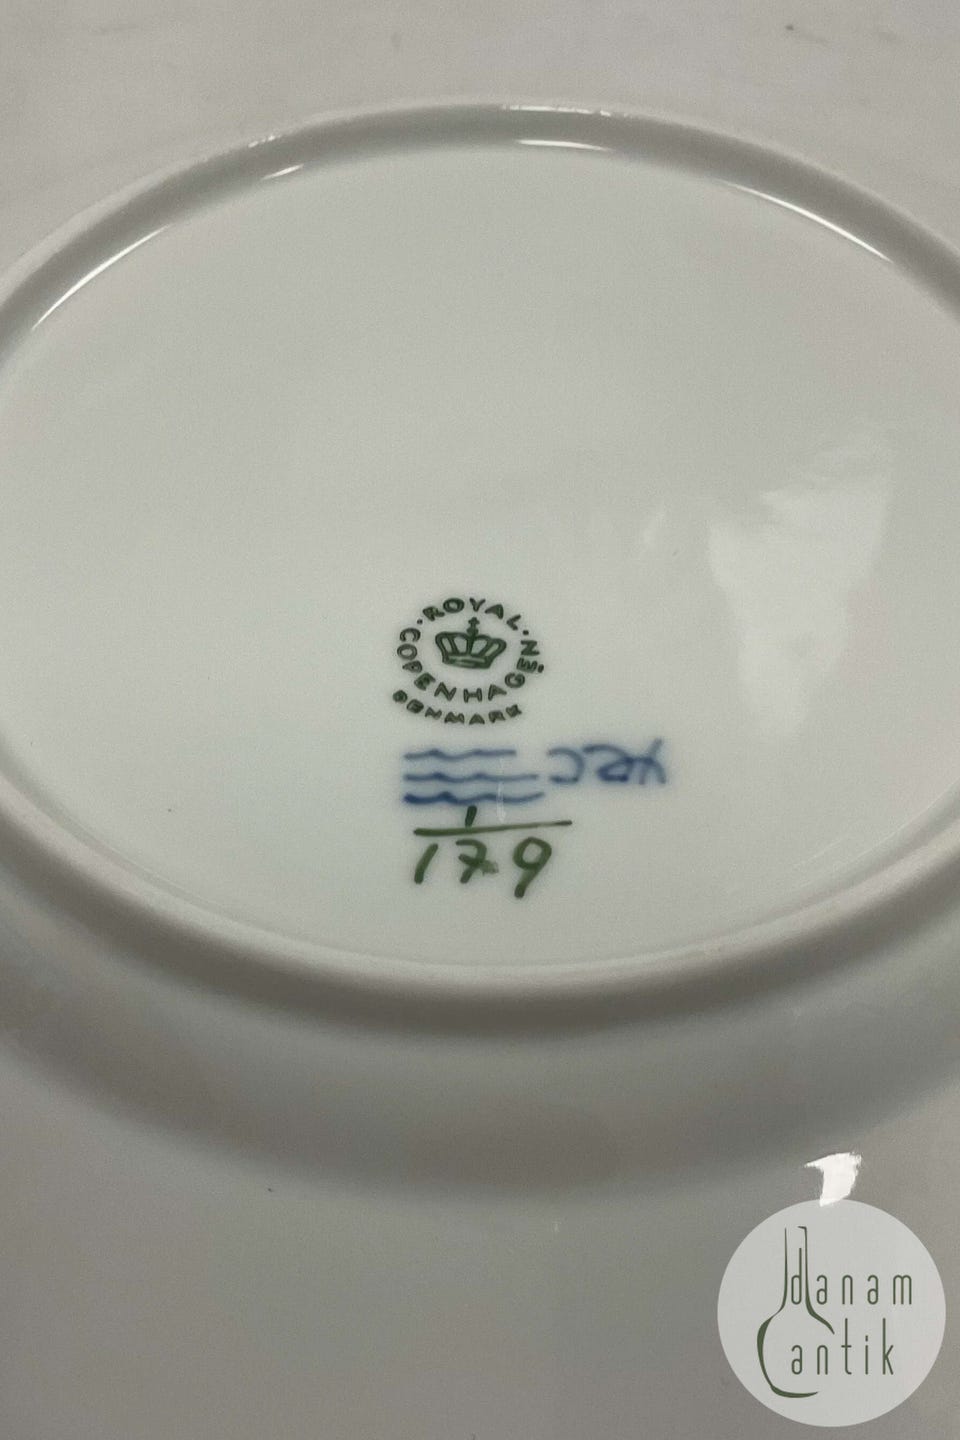 · ROYAL ·
COPENHAGEN
DENMARK
1
179
danam
antik